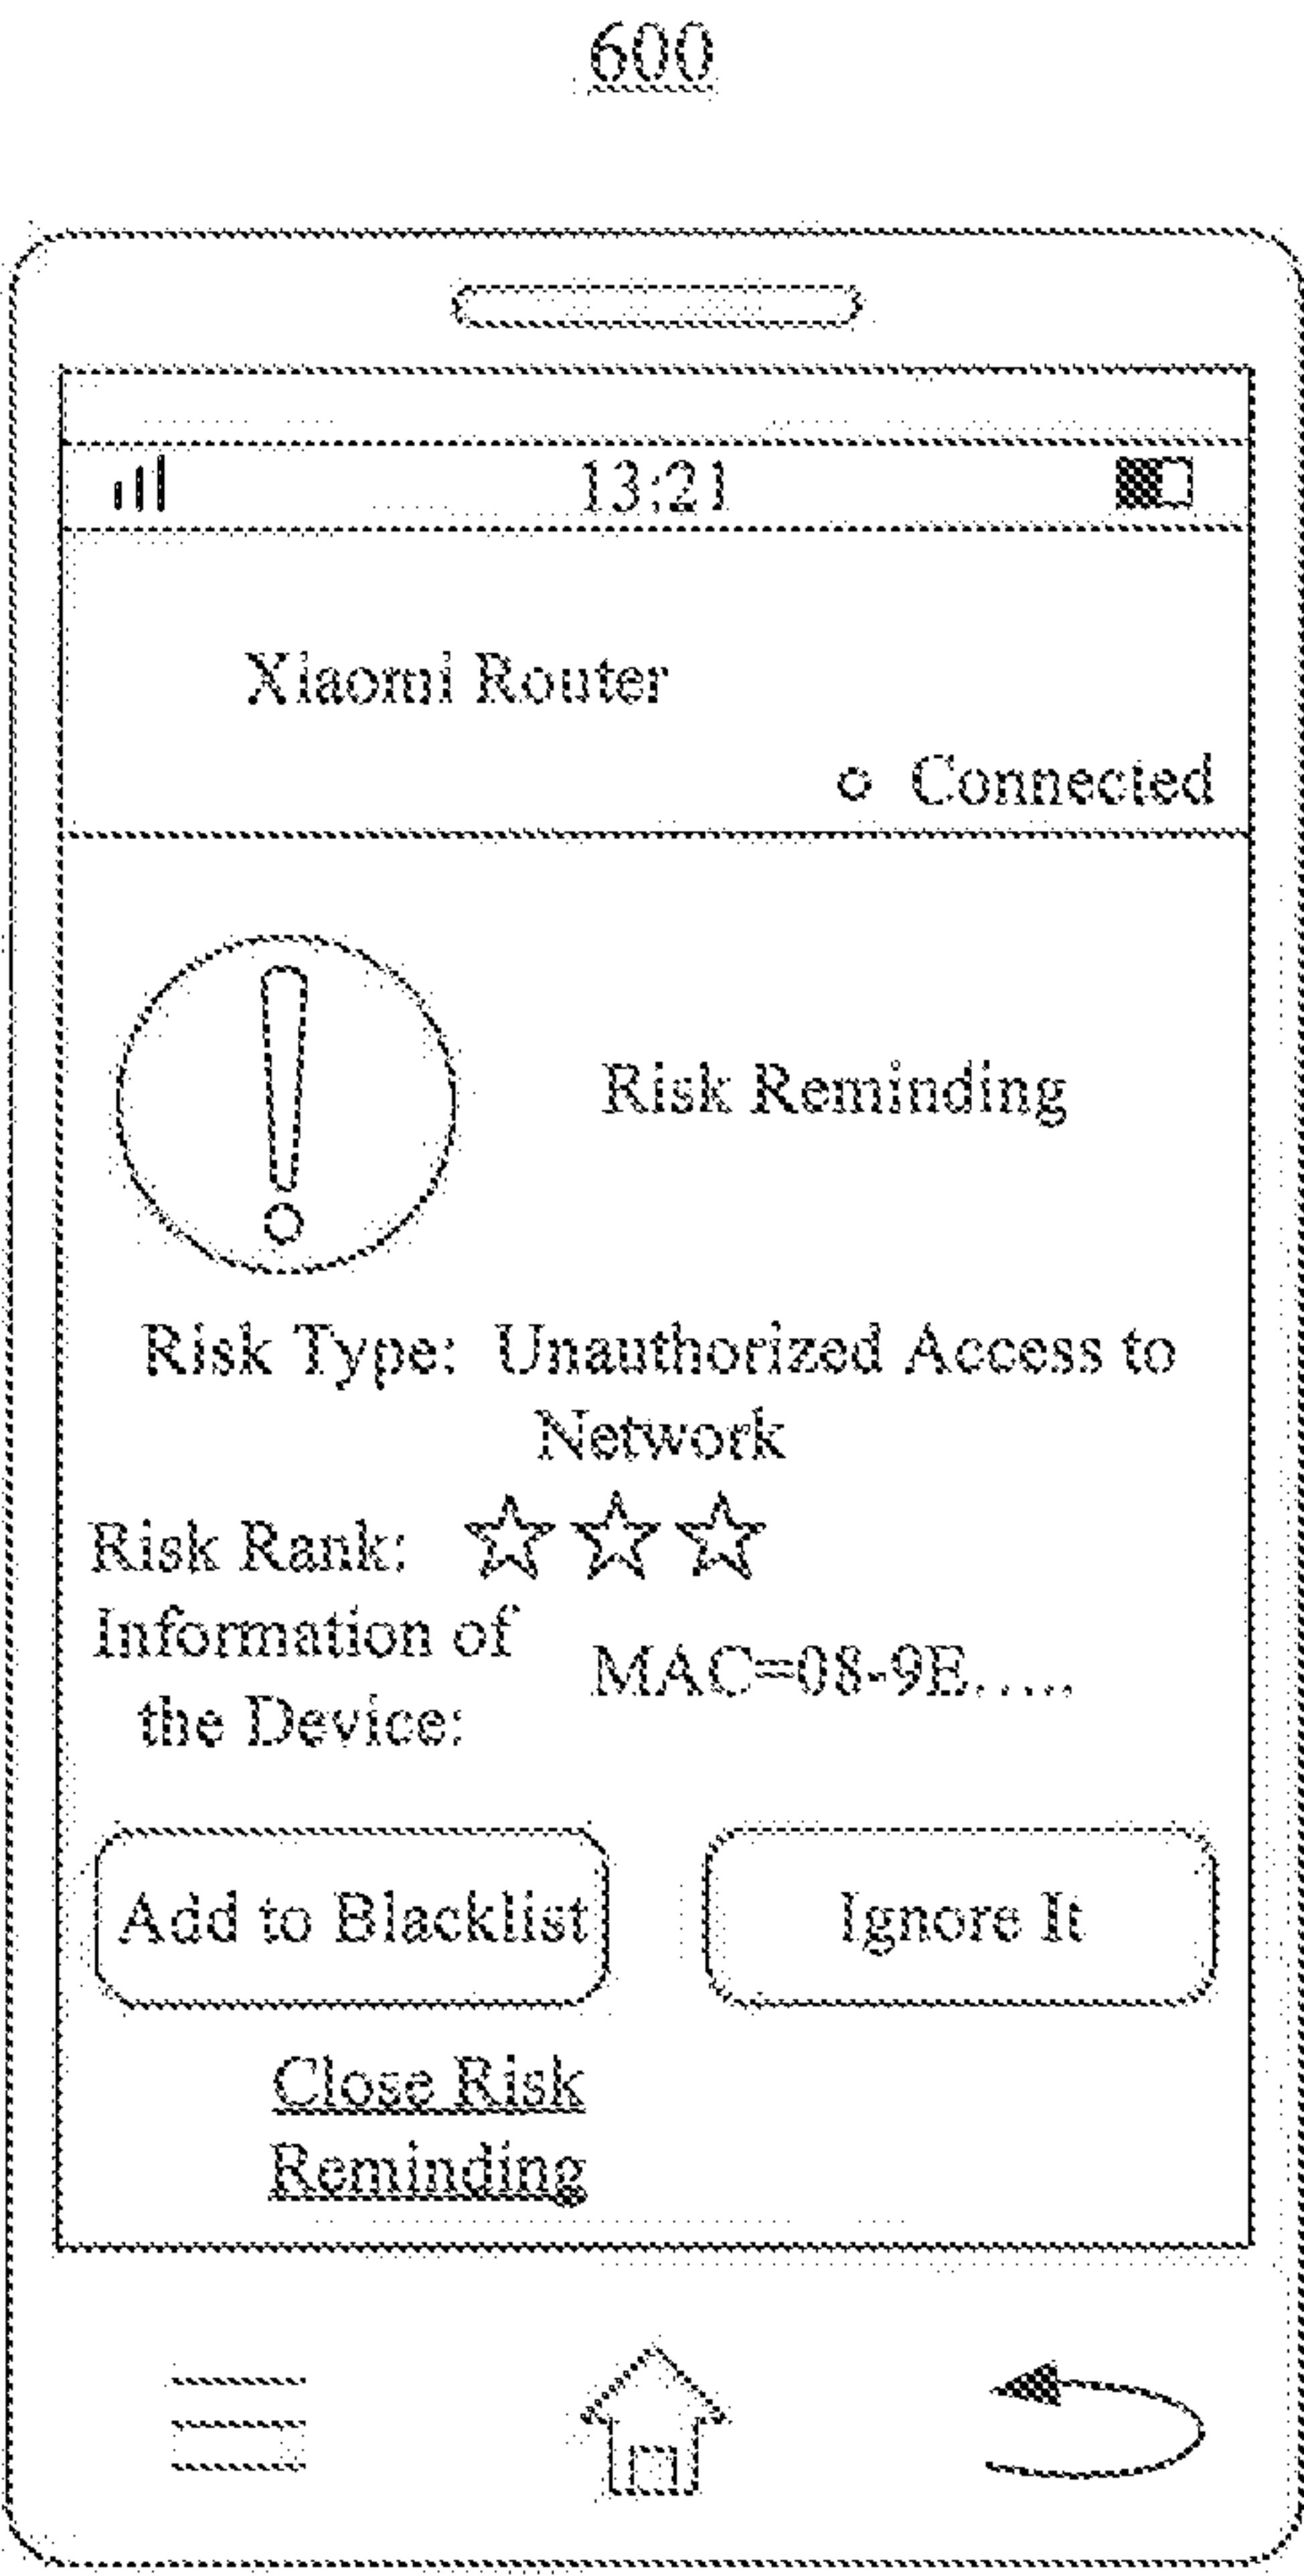 600
13:21
Xiaomi Router
Connected
Risk Reminding
Risk Type: Unauthorized Access to
Network
Risk Rank:
Information of
the Device:
MAC=08-9E.....
Add to Blacklist
Ignore It
Close Risk
Reminding